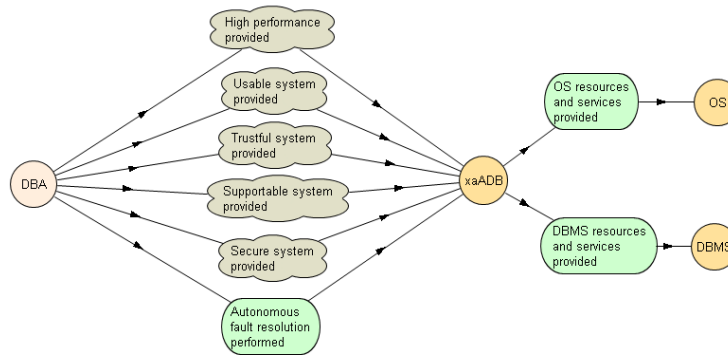 High performance
provided
Usable system
provided
Trustful system
provided
Supportable system
provided
Secure system
provided
Autonomous
fault resolution
performed
DBA
xaADB
OS resources
and services
provided
OS
DBMS resources
and services
provided
DBMS